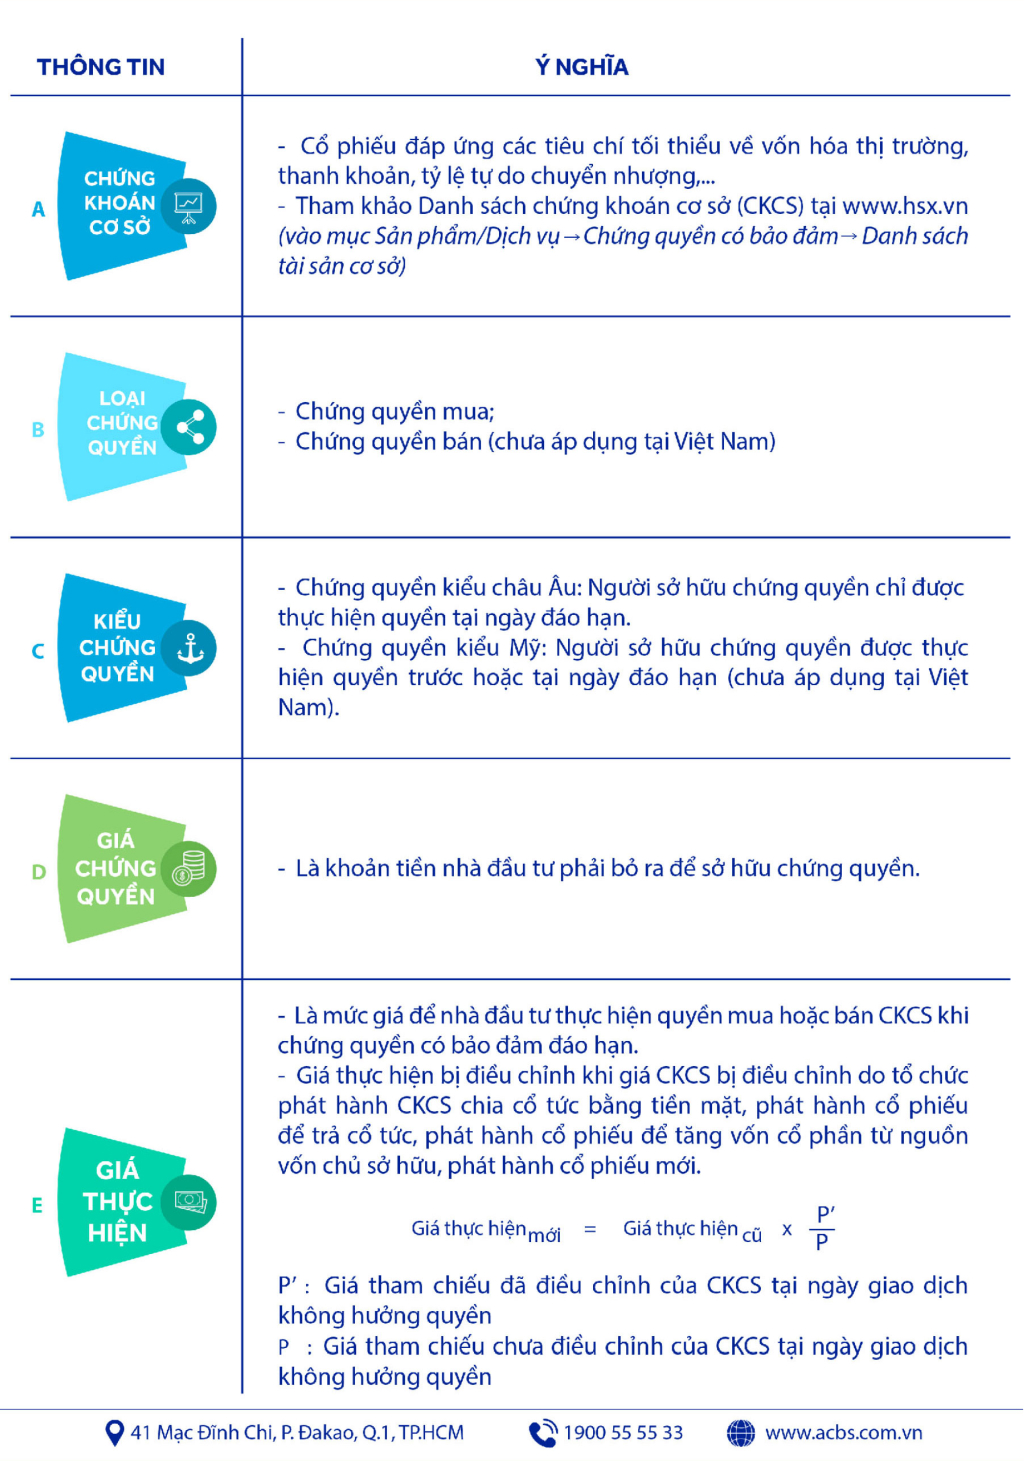 THÔNG TIN
Ý NGHĨA
A
CHỨNG
KHOÁN
CƠ SỞ
- Cổ phiếu đáp ứng các tiêu chí tối thiểu về vốn hóa thị trường,
thanh khoản, tỷ lệ tự do chuyển nhượng,...
- Tham khảo Danh sách chứng khoán cơ sở (CKCS) tại www.hsx.vn
(vào mục Sản phẩm/Dịch vụ→Chứng quyền có bảo đảm→ Danh sách
tài sản cơ sở)
B
LOẠI
CHỨNG
QUYỀN
- Chứng quyền mua;
- Chứng quyền bán (chưa áp dụng tại Việt Nam)
C
KIỂU
CHỨNG
QUYỀN
- Chứng quyền kiểu châu Âu: Người sở hữu chứng quyền chỉ được
thực hiện quyền tại ngày đáo hạn.
- Chứng quyền kiểu Mỹ: Người sở hữu chứng quyền được thực
hiện quyền trước hoặc tại ngày đáo hạn (chưa áp dụng tại Việt
Nam).
D
GIÁ
CHỨNG
QUYỀN
- Là khoản tiền nhà đầu tư phải bỏ ra để sở hữu chứng quyền.
E
GIÁ
THỰC
HIỆN
- Là mức giá để nhà đầu tư thực hiện quyền mua hoặc bán CKCS khi
chứng quyền có bảo đảm đáo hạn.
- Giá thực hiện bị điều chỉnh khi giá CKCS bị điều chỉnh do tổ chức
phát hành CKCS chia cổ tức bằng tiền mặt, phát hành cổ phiếu
để trả cổ tức, phát hành cổ phiếu để tăng vốn cổ phần từ nguồn
vốn chủ sở hữu, phát hành cổ phiếu mới.
Giá thực hiện mới = Giá thực hiện cũ x P'/P
P' : Giá tham chiếu đã điều chỉnh của CKCS tại ngày giao dịch
không hưởng quyền
P : Giá tham chiếu chưa điều chỉnh của CKCS tại ngày giao dịch
không hưởng quyền
41 Mạc Đĩnh Chi, P. Đakao, Q.1, TP.HCM
1900 55 55 33
www.acbs.com.vn